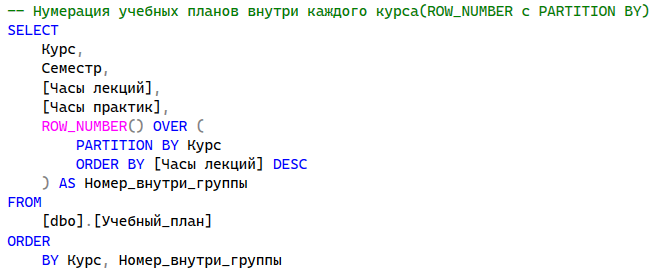 -- Нумерация учебных планов внутри каждого курса(ROW_NUMBER с PARTITION BY)
SELECT
    Курс,
    Семестр,
    [Часы лекций],
    [Часы практик],
    ROW_NUMBER() OVER (
        PARTITION BY Курс
        ORDER BY [Часы лекций] DESC
    ) AS Номер_внутри_группы
FROM
    [dbo].[Учебный_план]
ORDER
    BY Курс, Номер_внутри_группы